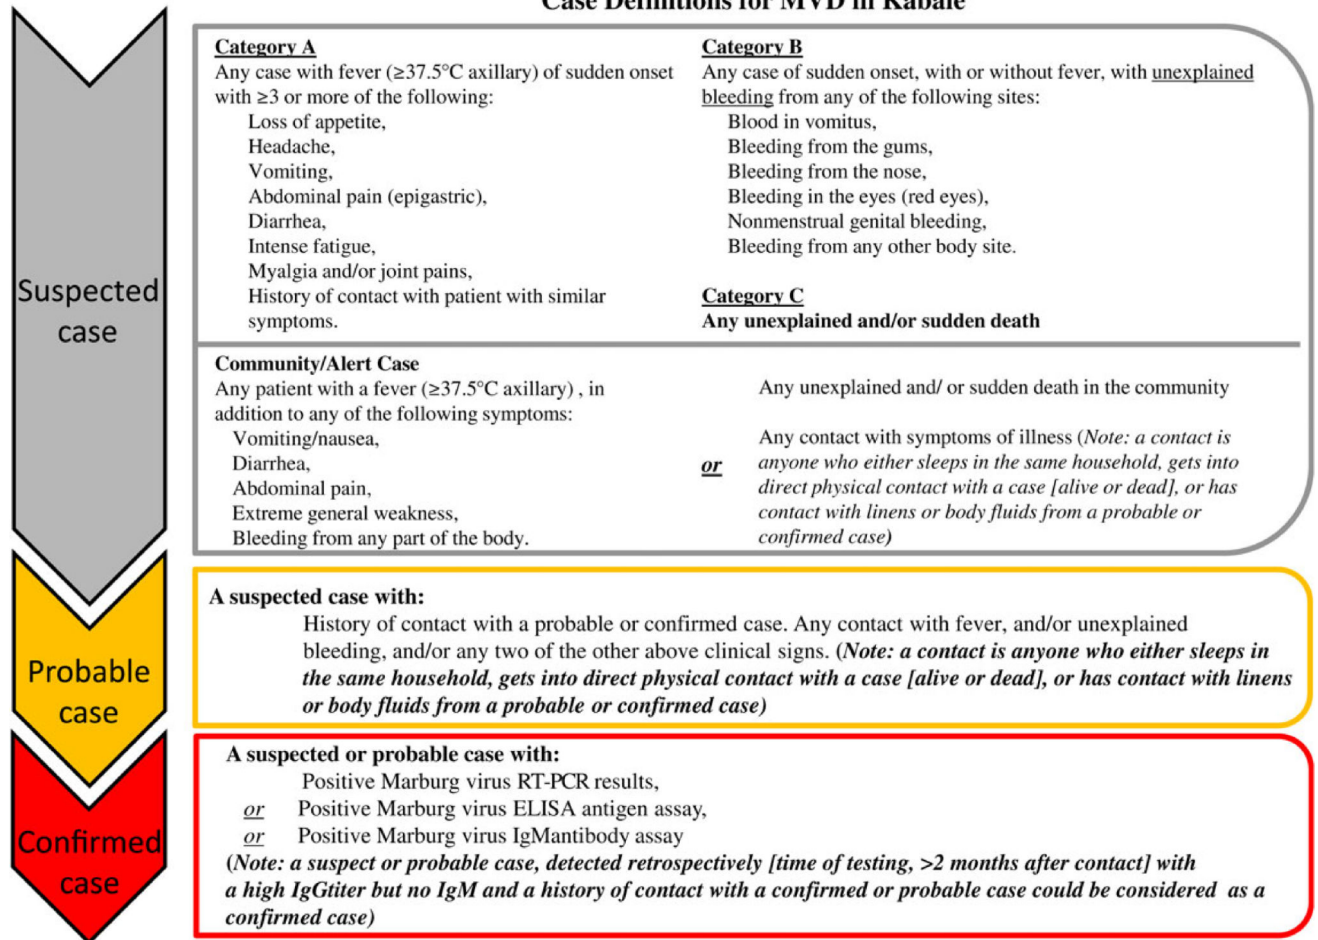 Case Definitions for MVD in Kabale
Suspected
case
Category A
Any case with fever (≥37.5°C axillary) of sudden onset
with ≥3 or more of the following:
Loss of appetite,
Headache,
Vomiting,
Abdominal pain (epigastric),
Diarrhea,
Intense fatigue,
Myalgia and/or joint pains,
History of contact with patient with similar
symptoms.
Category B
Any case of sudden onset, with or without fever, with unexplained
bleeding from any of the following sites:
Blood in vomitus,
Bleeding from the gums,
Bleeding from the nose,
Bleeding in the eyes (red eyes),
Nonmenstrual genital bleeding,
Bleeding from any other body site.
Category C
Any unexplained and/or sudden death
Community/Alert Case
Any patient with a fever (≥37.5°C axillary) , in
addition to any of the following symptoms:
Vomiting/nausea,
Diarrhea,
Abdominal pain,
Extreme general weakness,
Bleeding from any part of the body.
or
Any unexplained and/ or sudden death in the community
Any contact with symptoms of illness (Note: a contact is
anyone who either sleeps in the same household, gets into
direct physical contact with a case [alive or dead], or has
contact with linens or body fluids from a probable or
confirmed case)
Probable
case
A suspected case with:
History of contact with a probable or confirmed case. Any contact with fever, and/or unexplained
bleeding, and/or any two of the other above clinical signs. (Note: a contact is anyone who either sleeps in
the same household, gets into direct physical contact with a case [alive or dead], or has contact with linens
or body fluids from a probable or confirmed case)
Confirmed
case
A suspected or probable case with:
Positive Marburg virus RT-PCR results,
or Positive Marburg virus ELISA antigen assay,
or Positive Marburg virus IgMantibody assay
(Note: a suspect or probable case, detected retrospectively [time of testing, >2 months after contact] with
a high IgGtiter but no IgM and a history of contact with a confirmed or probable case could be considered as a
confirmed case)